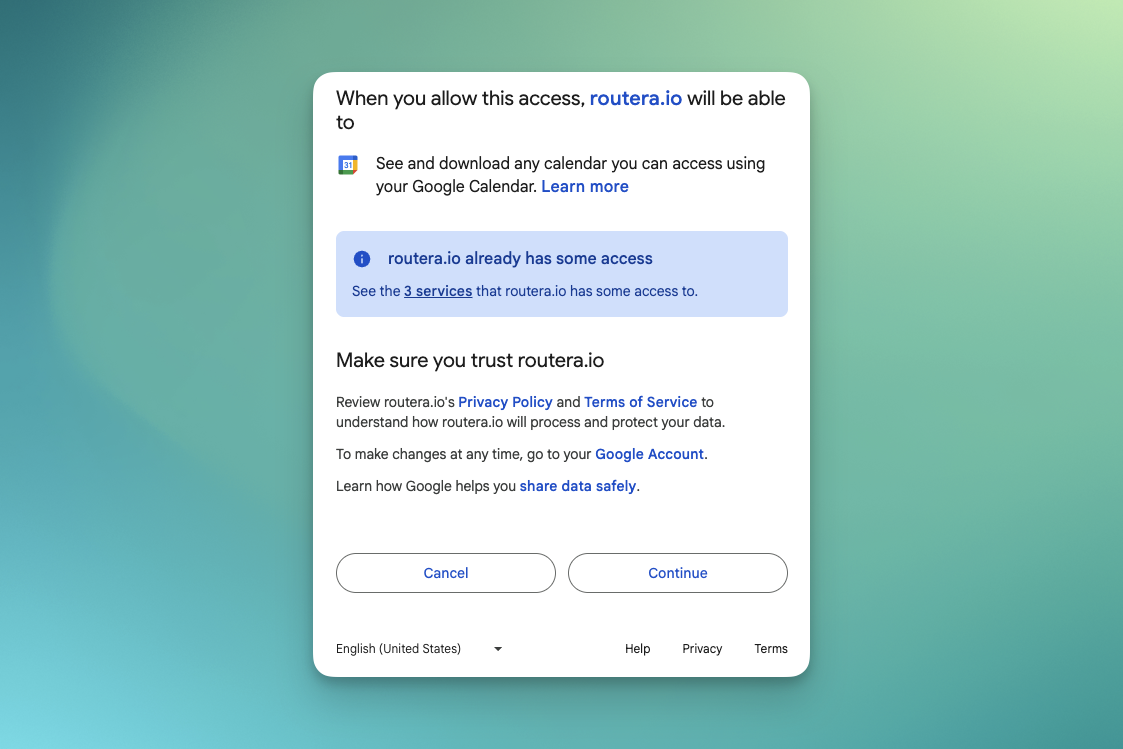 When you allow this access, routera.io will be able
to
31
See and download any calendar you can access using
your Google Calendar. Learn more
routera.io already has some access
See the 3 services that routera.io has some access to.
Make sure you trust routera.io
Review routera.io's Privacy Policy and Terms of Service to
understand how routera.io will process and protect your data.
To make changes at any time, go to your Google Account.
Learn how Google helps you share data safely.
Cancel Continue
English (United States) Help Privacy Terms